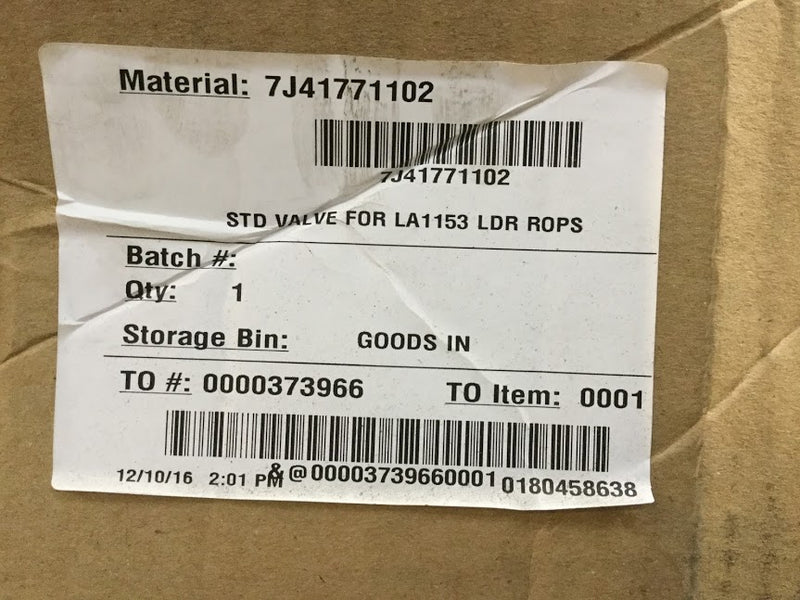 Material: 7J41771102
7J41771102
STD VALVE FOR LA1153 LDR ROPS
Batch #:
Qty: 1
Storage Bin: GOODS IN
TO #: 0000373966 TO Item: 0001
12/10/16 2:01 PM &@00003739660001 0180458638